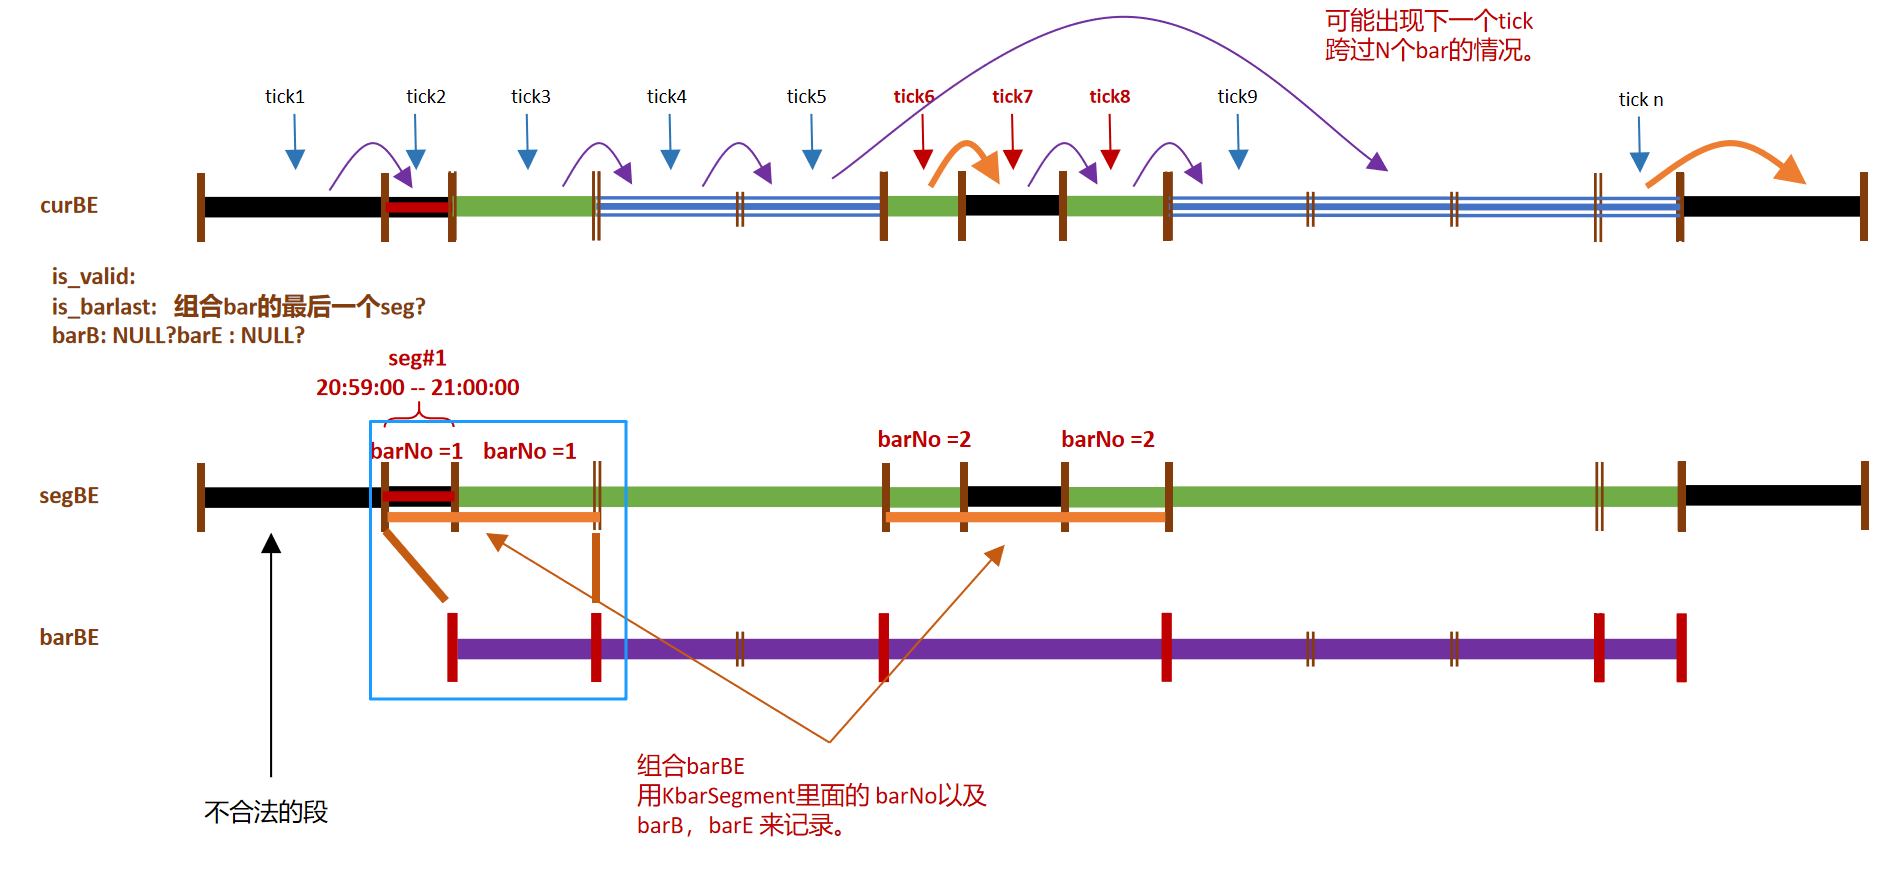 可能出现下一个tick
跨过N个bar的情况。
tick1
tick2
tick3
tick4
tick5
tick6
tick7
tick8
tick9
tick n
curBE
is_valid:
is_barlast: 组合bar的最后一个seg?
barB: NULL?barE : NULL?
seg#1
20:59:00 -- 21:00:00
barNo =1
barNo =1
barNo =2
barNo =2
segBE
barBE
组合barBE
用KbarSegment里面的 barNo以及
barB，barE 来记录。
不合法的段